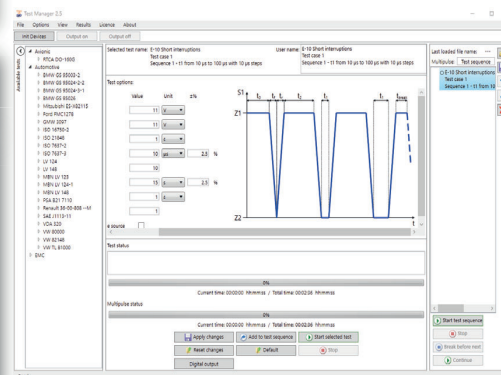 Test Manager 2.5
File Options View Results License About
Init Devices Output on Output off
Available tests
Avionic
RTCA DO-160G
Automotive
BMW GS 95003-2
BMW GS 95024-2-2
BMW GS 95024-3-1
BMW GS 95026
Mitsubishi ES-X82115
Ford FMC1278
GMW 3097
ISO 16750-2
ISO 21848
ISO 7637-2
ISO 7637-3
LV 124
LV 148
MBN LV 123
MBN LV 124-1
MBN LV 148
PSA B21 7110
Renault 36-00-808 --M
SAE J1113-11
VDA 320
VW 80000
VW 82148
VW TL 81000
EMC
Selected test name: E-10 Short interruptions
Test case 1
Sequence 1 - t1 from 10 µs to 100 µs with 10 µs steps
User name: E-10 Short interruptions
Test case 1
Sequence 1 - t1 from 10 µs to 100 µs with 10 µs steps
Test options:
Value Unit ±%
11 V
11 V
1 s
10 µs 2.5 %
10
15 s 2.5 %
1 s
1
e source
S1
Z1
Z2
t
Test status
0%
Current time: 00:00:00 hh:mm:ss / Total time: 00:02:36 hh:mm:ss
Multipulse status
0%
Current time: 00:00:00 hh:mm:ss / Total time: 00:02:36 hh:mm:ss
Apply changes Add to test sequence Start selected test
Reset changes Default Stop
Digital output
Last loaded file name: ---
Multipulse: Test sequence
E-10 Short interruptions
Test case 1
Sequence 1 - t1 from 10
Start test sequence
Stop
Break before next
Continue